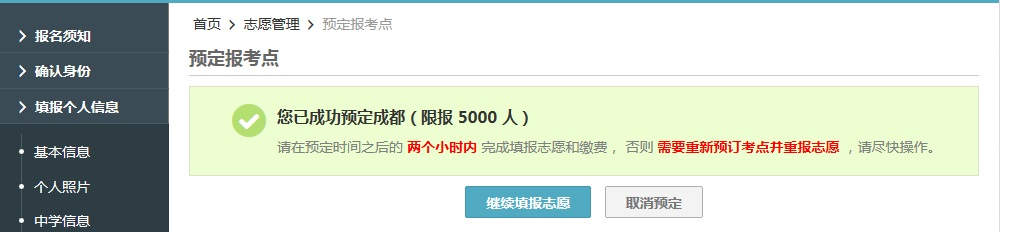 首页 > 志愿管理 > 预定报考点
报名须知
确认身份
填报个人信息
基本信息
个人照片
中学信息
预定报考点
您已成功预定成都 ( 限报 5000 人 )
请在预定时间之后的 两个小时内 完成填报志愿和缴费 ，否则 需要重新预订考点并重报志愿 ，请尽快操作。
继续填报志愿
取消预定